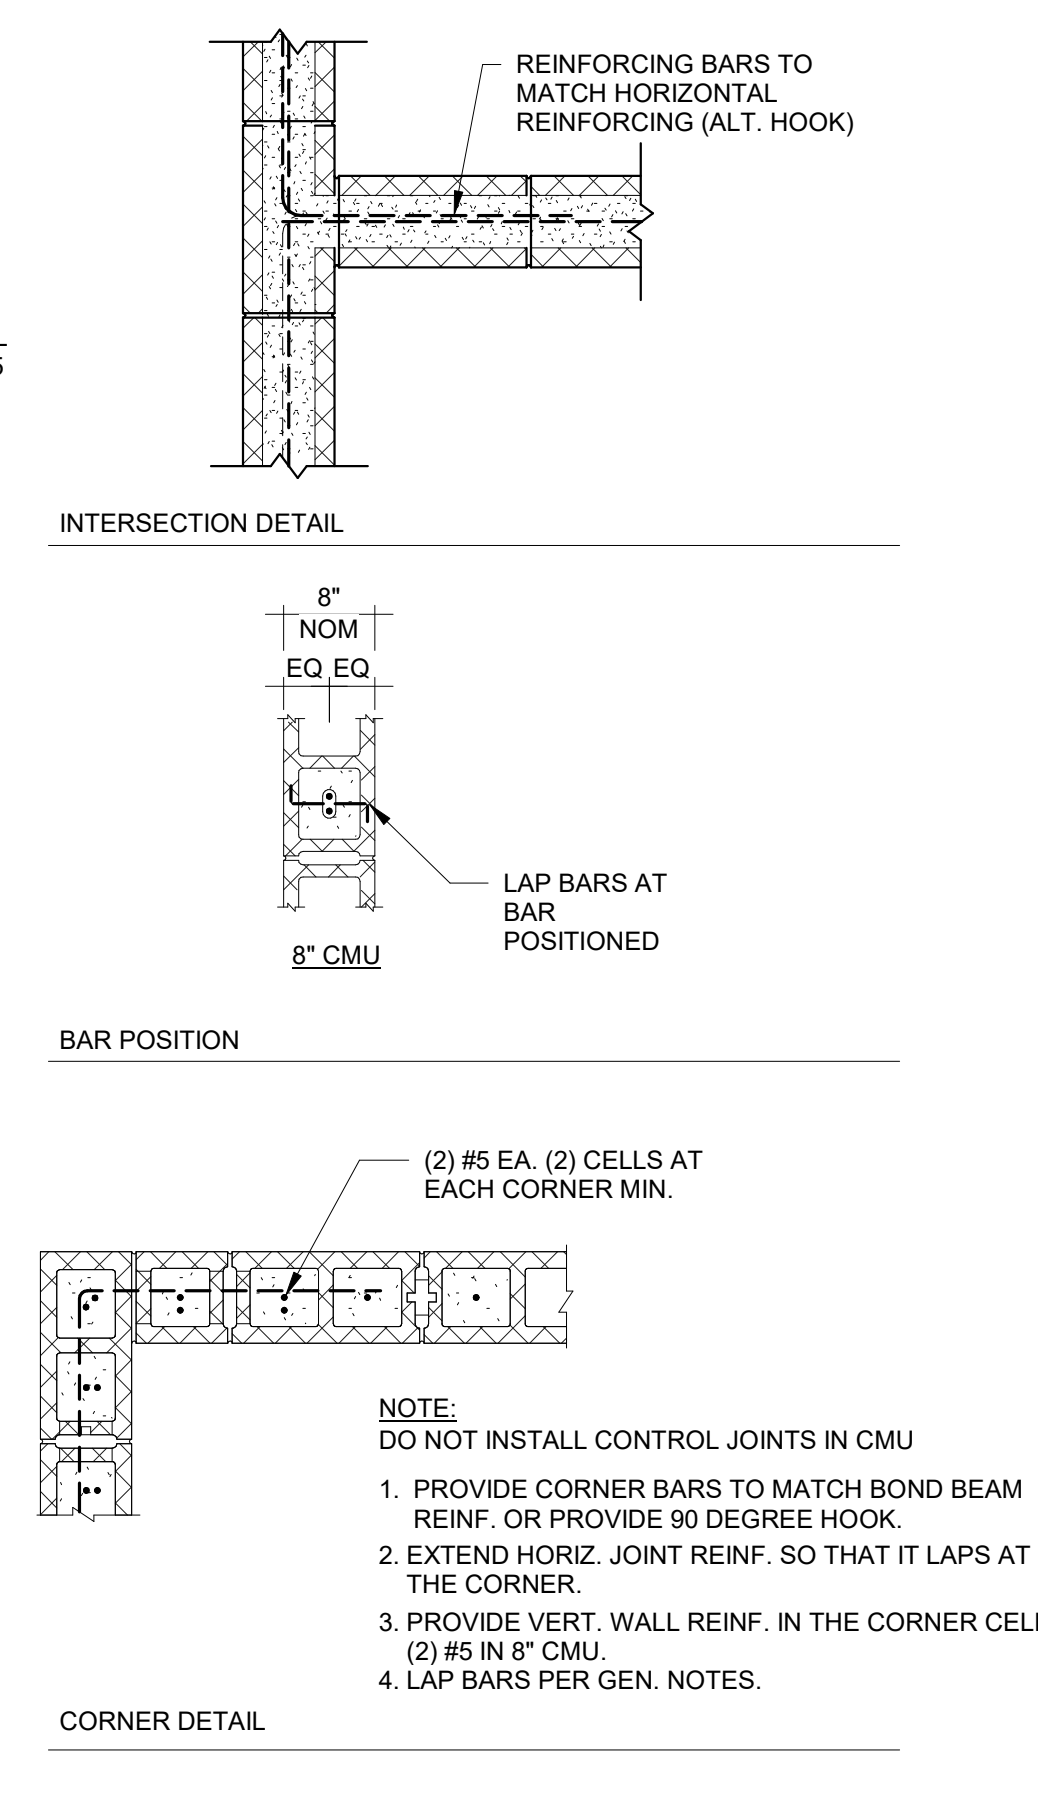 REINFORCING BARS TO
MATCH HORIZONTAL
REINFORCING (ALT. HOOK)
INTERSECTION DETAIL
8"
NOM
EQ EQ
LAP BARS AT
BAR
POSITIONED
8" CMU
BAR POSITION
(2) #5 EA. (2) CELLS AT
EACH CORNER MIN.
NOTE:
DO NOT INSTALL CONTROL JOINTS IN CMU
1. PROVIDE CORNER BARS TO MATCH BOND BEAM
REINF. OR PROVIDE 90 DEGREE HOOK.
2. EXTEND HORIZ. JOINT REINF. SO THAT IT LAPS AT
THE CORNER.
3. PROVIDE VERT. WALL REINF. IN THE CORNER
(2) #5 IN 8" CMU.
4. LAP BARS PER GEN. NOTES.
CORNER DETAIL